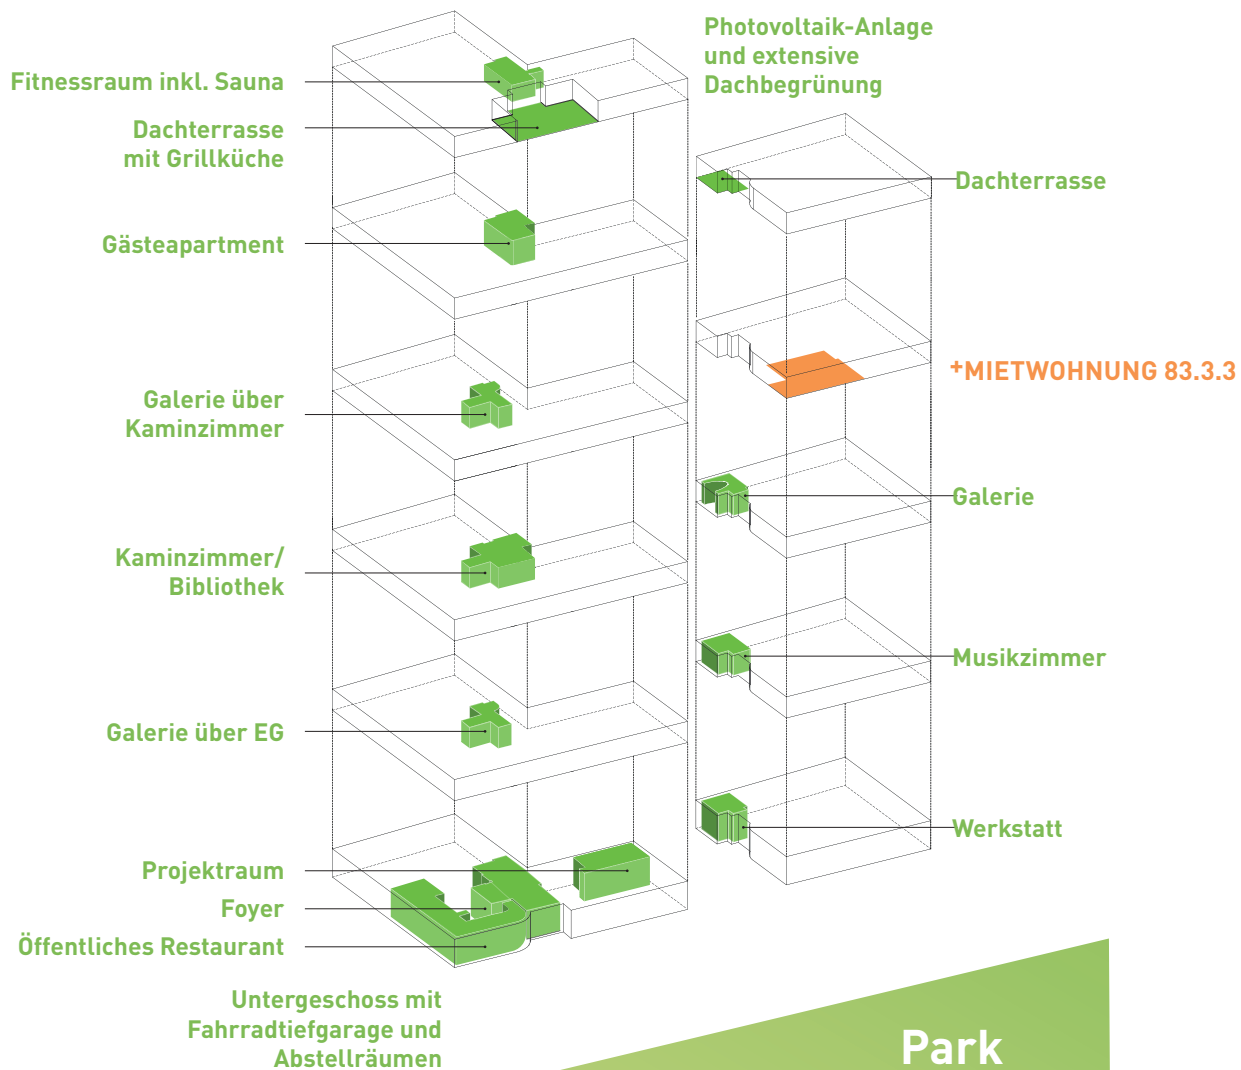 Photovoltaik-Anlage
und extensive
Dachbegrünung
Fitnessraum inkl. Sauna
Dachterrasse
mit Grillküche
Gästeapartment
Galerie über
Kaminzimmer
Kaminzimmer/
Bibliothek
Galerie über EG
Projektraum
Foyer
Öffentliches Restaurant
Untergeschoss mit
Fahrradtiefgarage und
Abstellräumen
Dachterrasse
+MIETWOHNUNG 83.3.3
Galerie
Musikzimmer
Werkstatt
Park